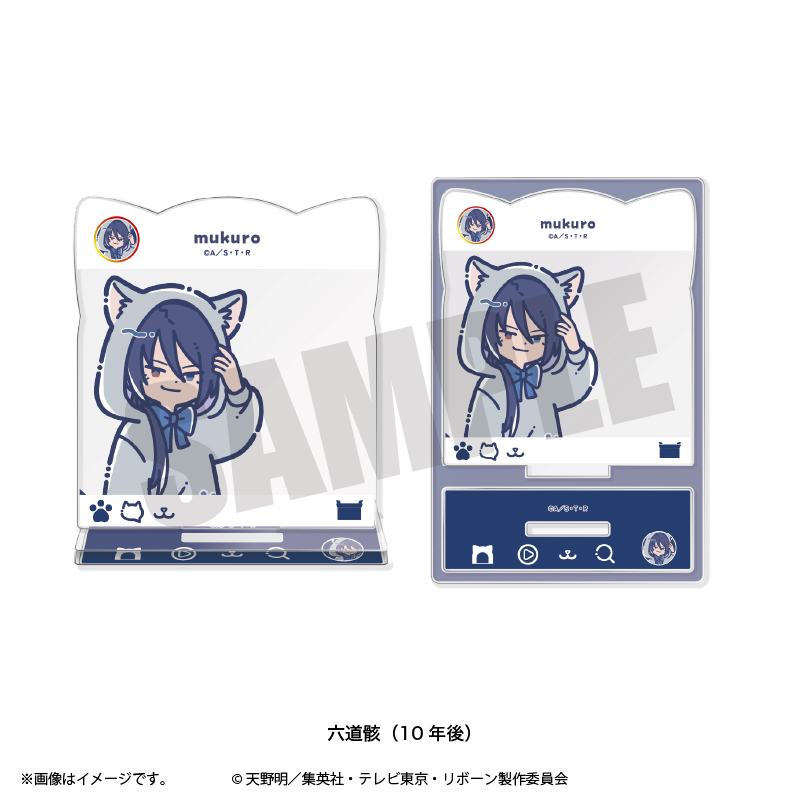 mukuro
©A／S・T・R
mukuro
©A／S・T・R
SAMPLE
©A／S・T・R
六道骸（10年後）
※画像はイメージです。
© 天野明／集英社・テレビ東京・リボーン製作委員会